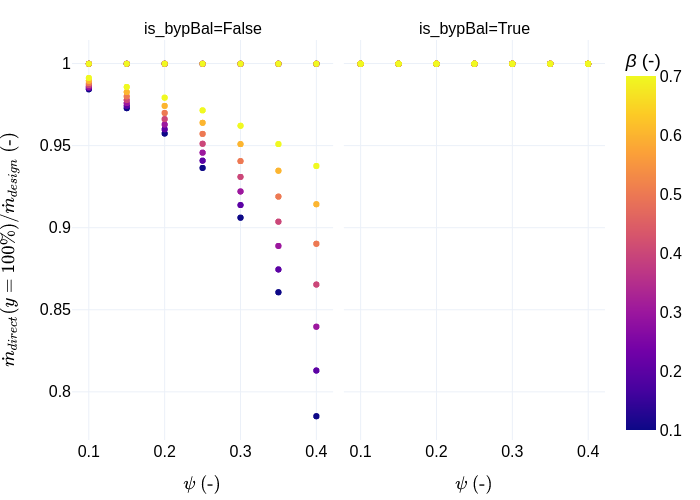 is_bypBal=False
is_bypBal=True
β (-)
ṁ_direct(y = 100%)/ṁ_design (-)
1
0.95
0.9
0.85
0.8
0.1 0.2 0.3 0.4
0.1 0.2 0.3 0.4
ψ (-)
ψ (-)
0.7
0.6
0.5
0.4
0.3
0.2
0.1